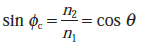 sin ϕc = n2/n1 = cos θ